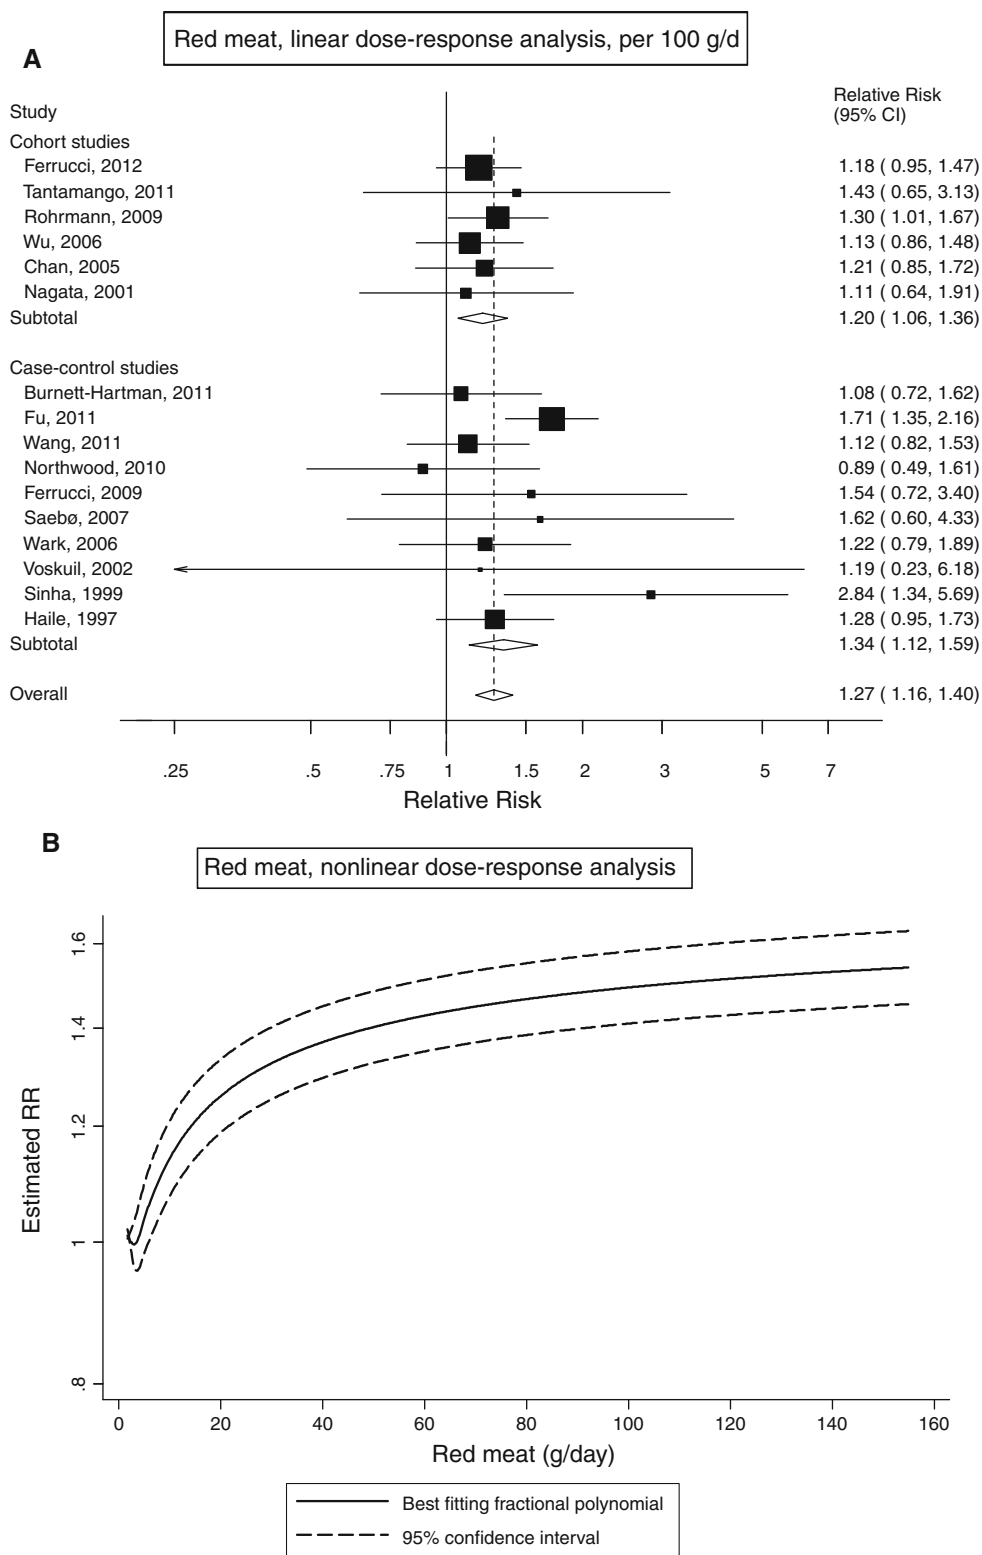 A
Red meat, linear dose-response analysis, per 100 g/d
Study
Relative Risk
(95% CI)
Cohort studies
Ferrucci, 2012 1.18 ( 0.95, 1.47)
Tantamango, 2011 1.43 ( 0.65, 3.13)
Rohrmann, 2009 1.30 ( 1.01, 1.67)
Wu, 2006 1.13 ( 0.86, 1.48)
Chan, 2005 1.21 ( 0.85, 1.72)
Nagata, 2001 1.11 ( 0.64, 1.91)
Subtotal 1.20 ( 1.06, 1.36)
Case-control studies
Burnett-Hartman, 2011 1.08 ( 0.72, 1.62)
Fu, 2011 1.71 ( 1.35, 2.16)
Wang, 2011 1.12 ( 0.82, 1.53)
Northwood, 2010 0.89 ( 0.49, 1.61)
Ferrucci, 2009 1.54 ( 0.72, 3.40)
Saebø, 2007 1.62 ( 0.60, 4.33)
Wark, 2006 1.22 ( 0.79, 1.89)
Voskuil, 2002 1.19 ( 0.23, 6.18)
Sinha, 1999 2.84 ( 1.34, 5.69)
Haile, 1997 1.28 ( 0.95, 1.73)
Subtotal 1.34 ( 1.12, 1.59)
Overall 1.27 ( 1.16, 1.40)
.25 .5 .75 1 1.5 2 3 5 7
Relative Risk
B
Red meat, nonlinear dose-response analysis
Estimated RR
1.6
1.4
1.2
1
.8
0 20 40 60 80 100 120 140 160
Red meat (g/day)
Best fitting fractional polynomial
95% confidence interval